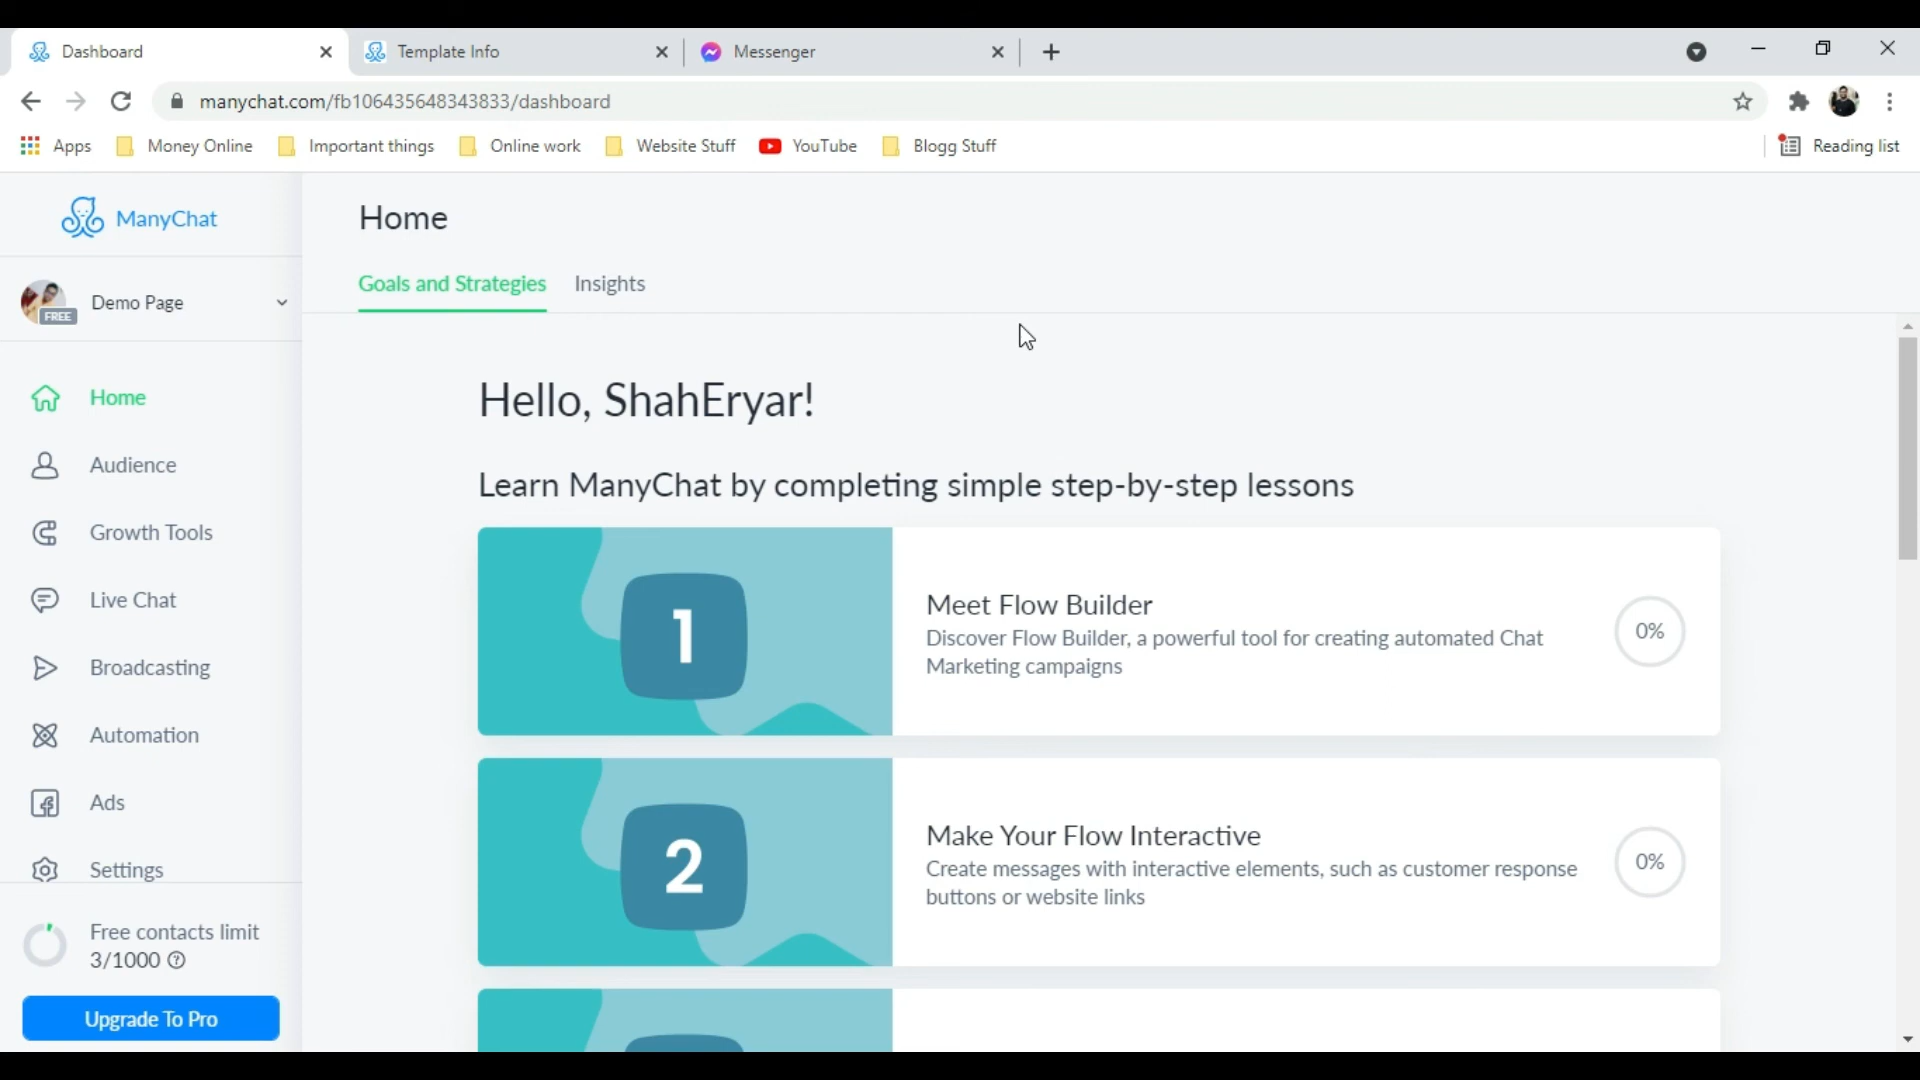 Dashboard
Template Info
Messenger
manychat.com/fb106435648343833/dashboard
Apps
Money Online
Important things
Online work
Website Stuff
YouTube
Blogg Stuff
Reading list
ManyChat
FREE
Demo Page
Home
Audience
Growth Tools
Live Chat
Broadcasting
Automation
Ads
Settings
Free contacts limit
3/1000
Upgrade To Pro
Home
Goals and Strategies
Insights
Hello, ShahEryar!
Learn ManyChat by completing simple step-by-step lessons
1
Meet Flow Builder
Discover Flow Builder, a powerful tool for creating automated Chat
Marketing campaigns
0%
2
Make Your Flow Interactive
Create messages with interactive elements, such as customer response
buttons or website links
0%